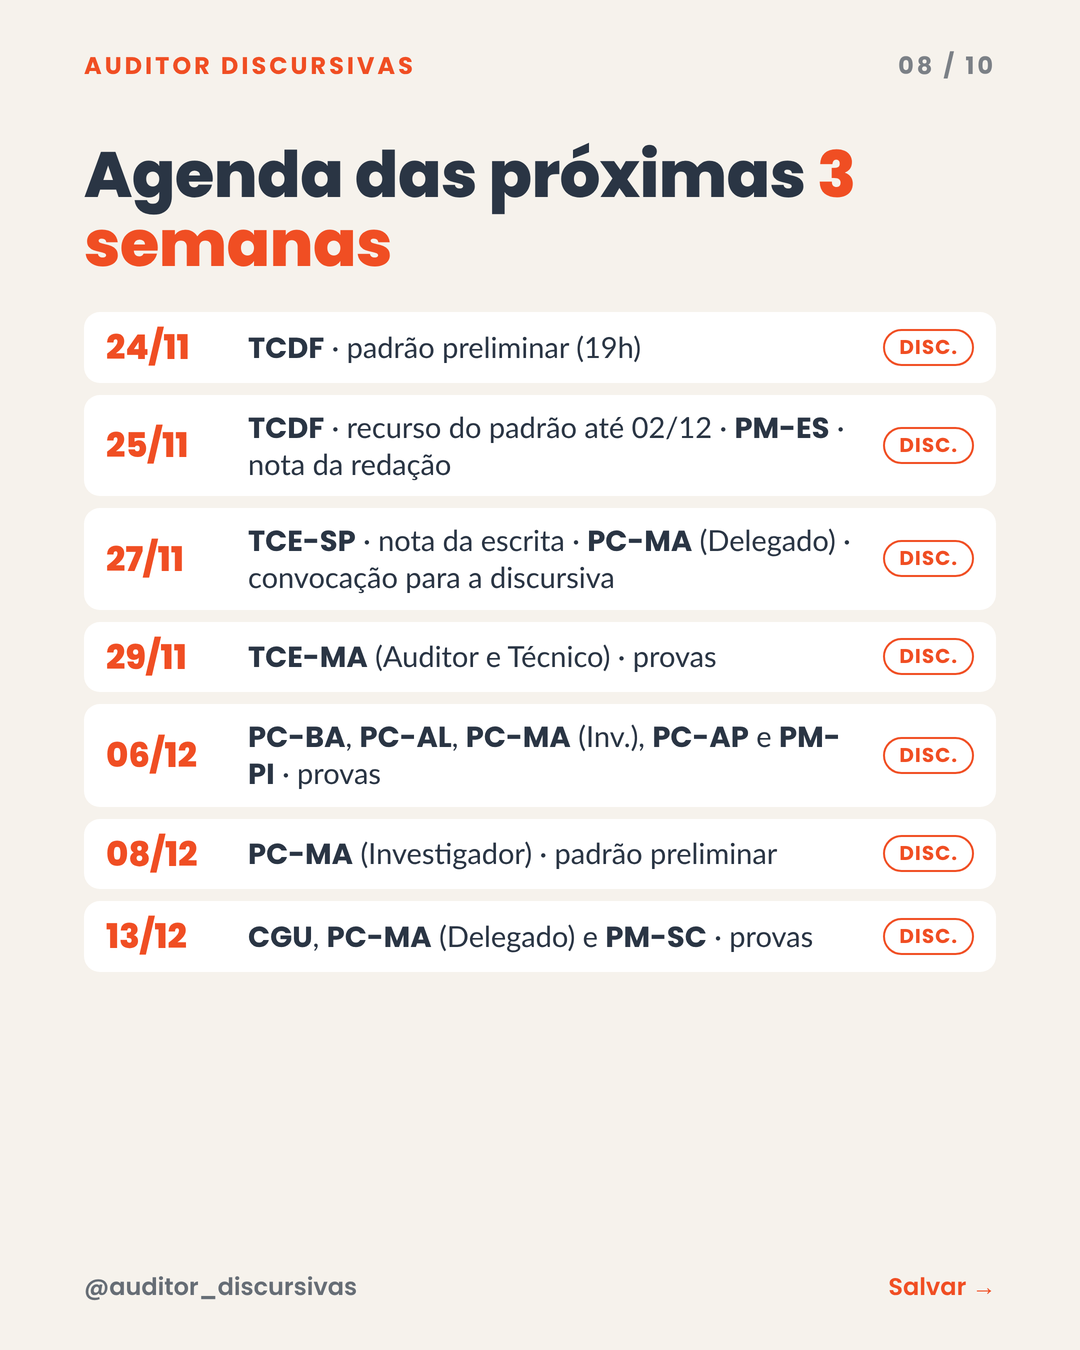 AUDITOR DISCURSIVAS
08 / 10
Agenda das próximas 3
semanas
24/11
TCDF · padrão preliminar (19h)
DISC.
25/11
TCDF · recurso do padrão até 02/12 · PM-ES ·
nota da redação
DISC.
27/11
TCE-SP · nota da escrita · PC-MA (Delegado) ·
convocação para a discursiva
DISC.
29/11
TCE-MA (Auditor e Técnico) · provas
DISC.
06/12
PC-BA, PC-AL, PC-MA (Inv.), PC-AP e PM-
PI · provas
DISC.
08/12
PC-MA (Investigador) · padrão preliminar
DISC.
13/12
CGU, PC-MA (Delegado) e PM-SC · provas
DISC.
@auditor_discursivas
Salvar →